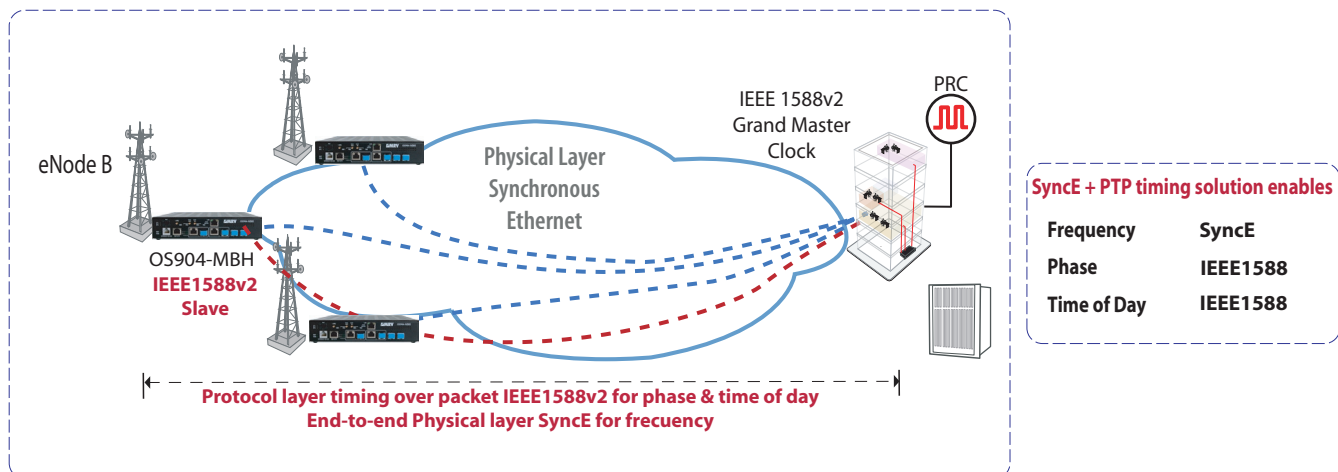 IEEE 1588v2
Grand Master
Clock
PRC
eNode B
Physical Layer
Synchronous
Ethernet
OS904-MBH
IEEE1588v2
Slave
Protocol layer timing over packet IEEE1588v2 for phase & time of day
End-to-end Physical layer SyncE for frecuency
SyncE + PTP timing solution enables
Frequency SyncE
Phase IEEE1588
Time of Day IEEE1588